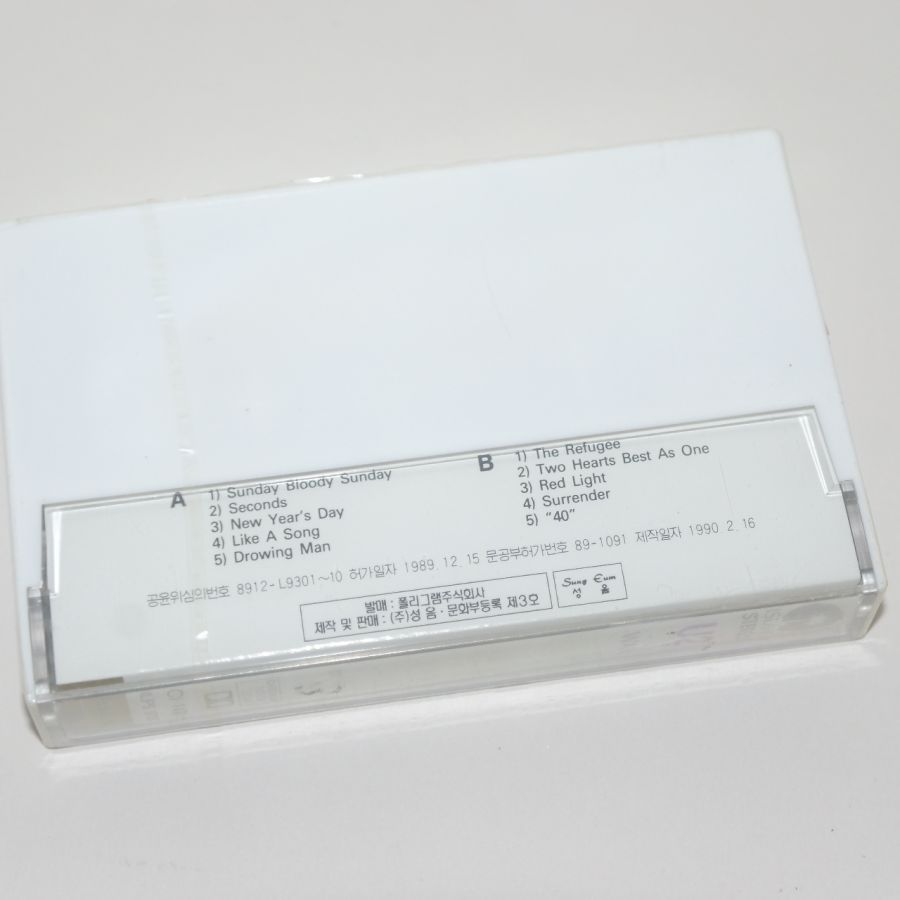 A
1) Sunday Bloody Sunday
2) Seconds
3) New Year's Day
4) Like A Song
5) Drowing Man
B
1) The Refugee
2) Two Hearts Best As One
3) Red Light
4) Surrender
5) "40"
공윤위심의번호 8912-L9301~10 허가일자 1989.12.15 문공부허가번호 89-1091 제작일자 1990.2.16
발매 : 폴리그램주식회사
제작 및 판매 : (주)성 음·문화부등록 제3호
Sung Eum
성 음